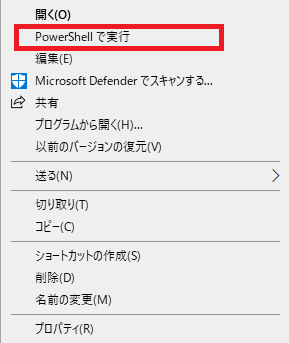 開く(O)
PowerShell で実行
編集(E)
Microsoft Defender でスキャンする...
共有
プログラムから開く(H)...
以前のバージョンの復元(V)
送る(N)
切り取り(T)
コピー(C)
ショートカットの作成(S)
削除(D)
名前の変更(M)
プロパティ(R)